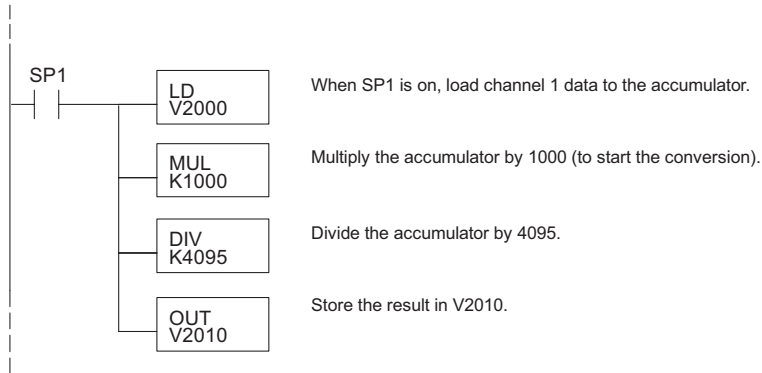 SP1
LD
V2000
When SP1 is on, load channel 1 data to the accumulator.
MUL
K1000
Multiply the accumulator by 1000 (to start the conversion).
DIV
K4095
Divide the accumulator by 4095.
OUT
V2010
Store the result in V2010.